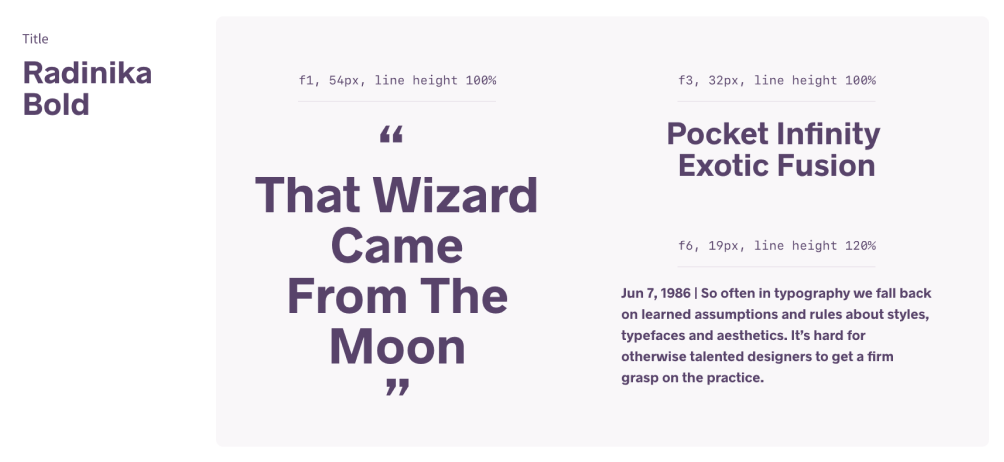 Title
Radinika
Bold
f1, 54px, line height 100%
“
That Wizard
Came
From The
Moon
”
f3, 32px, line height 100%
Pocket Infinity
Exotic Fusion
f6, 19px, line height 120%
Jun 7, 1986 | So often in typography we fall back
on learned assumptions and rules about styles,
typefaces and aesthetics. It’s hard for
otherwise talented designers to get a firm
grasp on the practice.